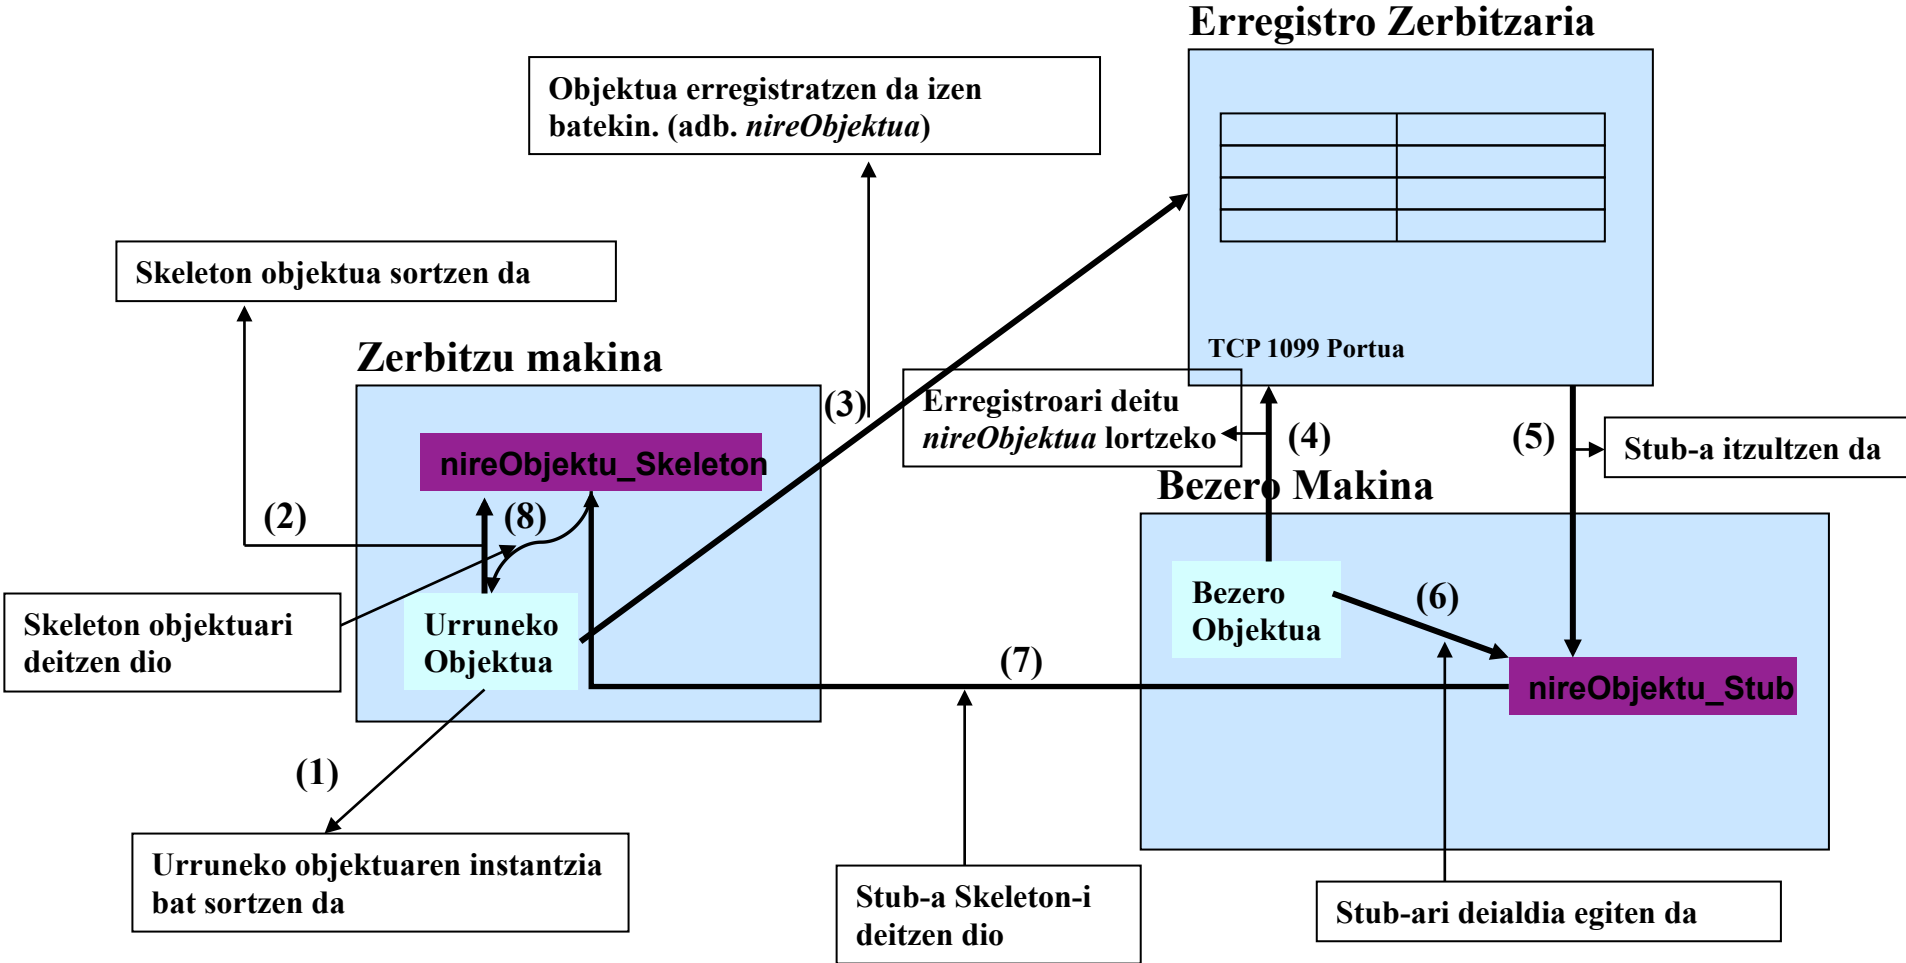 Erregistro Zerbitzaria
Objektua erregistratzen da izen
batekin. (adb. nireObjektua)
Skeleton objektua sortzen da
TCP 1099 Portua
Zerbitzu makina
(3)
Erregistroari deitu
nireObjektua lortzeko
(4)
(5)
Stub-a itzultzen da
nireObjektu_Skeleton
Bezero Makina
(2)
(8)
Skeleton objektuari
deitzen dio
Urruneko
Objektua
Bezero
Objektua
(6)
(7)
nireObjektu_Stub
(1)
Urruneko objektuaren instantzia
bat sortzen da
Stub-a Skeleton-i
deitzen dio
Stub-ari deialdia egiten da